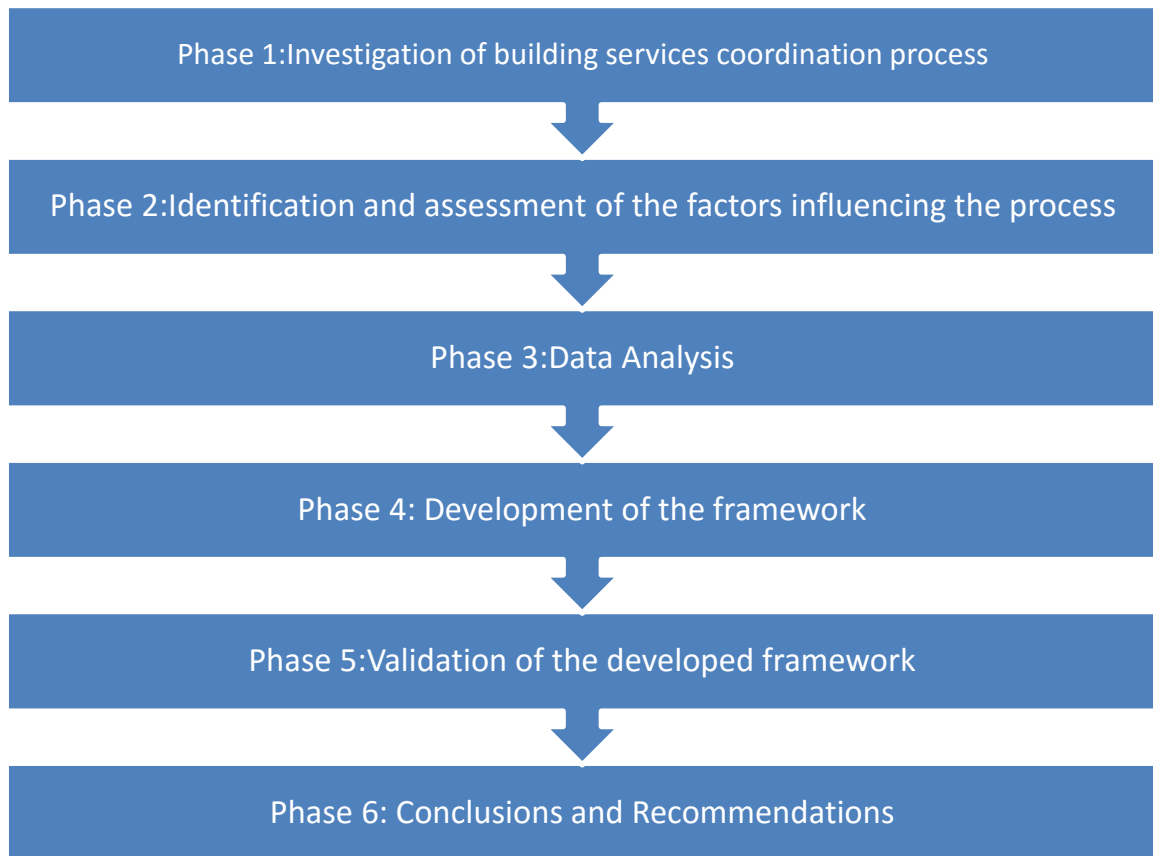 Phase 1:Investigation of building services coordination process
Phase 2:Identification and assessment of the factors influencing the process
Phase 3:Data Analysis
Phase 4: Development of the framework
Phase 5:Validation of the developed framework
Phase 6: Conclusions and Recommendations